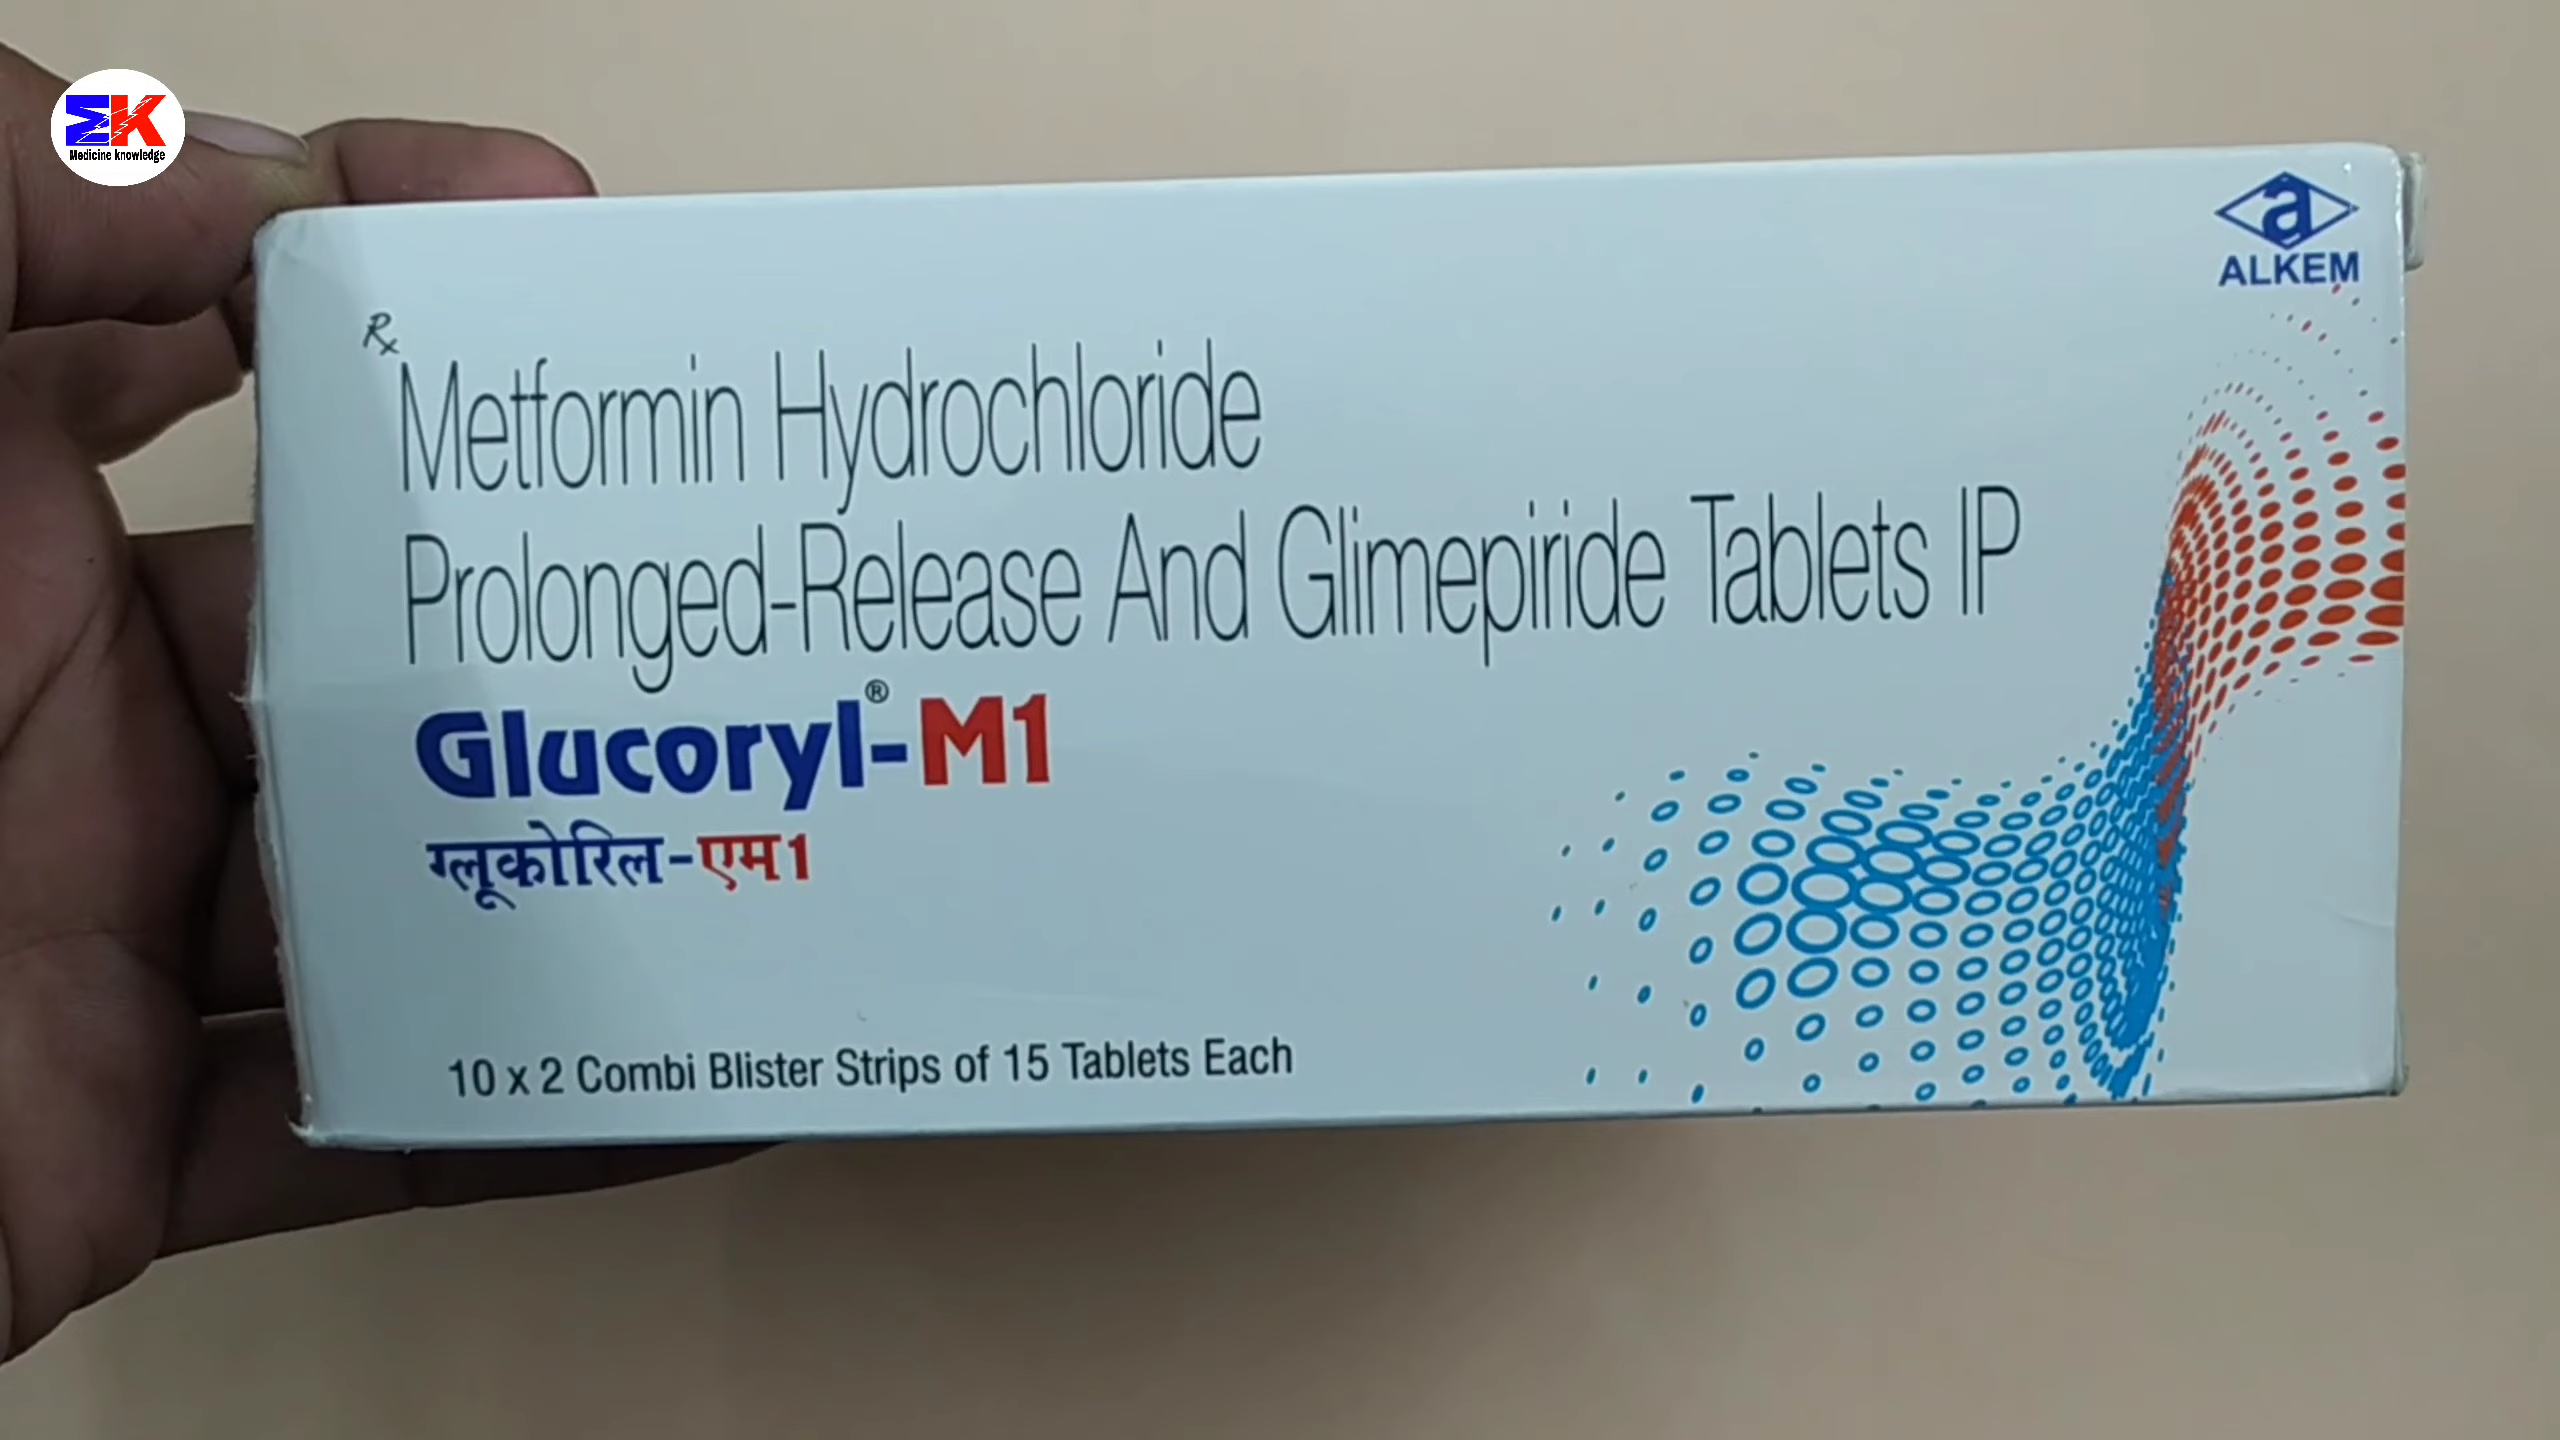 MK
Medicine knowledge
a
ALKEM
Rx
Metformin Hydrochloride
Prolonged-Release And Glimepiride Tablets IP
Glucoryl®-M1
ग्लूकोरिल-एम1
10 x 2 Combi Blister Strips of 15 Tablets Each